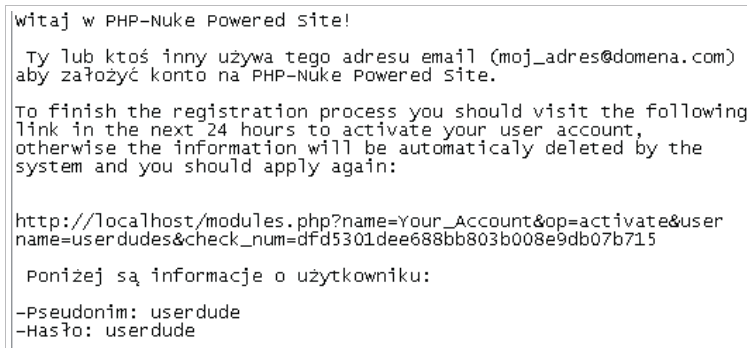 Witaj w PHP-Nuke Powered Site!
Ty lub ktoś inny używa tego adresu email (moj_adres@domena.com)
aby założyć konto na PHP-Nuke Powered Site.
To finish the registration process you should visit the following
link in the next 24 hours to activate your user account,
otherwise the information will be automaticaly deleted by the
system and you should apply again:
http://localhost/modules.php?name=Your_Account&op=activate&user
name=userdudes&check_num=dfd5301dee688bb803b008e9db07b715
Poniżej są informacje o użytkowniku:
-Pseudonim: userdude
-Hasło: userdude